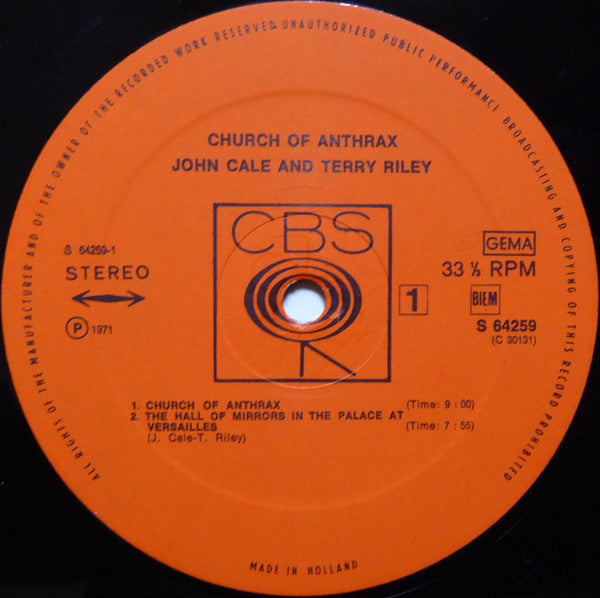 ALL RIGHTS OF THE MANUFACTURER AND OF THE OWNER OF THE RECORDED WORK RESERVED. UNAUTHORIZED PUBLIC PERFORMANCE BROADCASTING AND COPYING OF THIS RECORD PROHIBITED
CHURCH OF ANTHRAX
JOHN CALE AND TERRY RILEY
CBS
S 64259-1
STEREO
Ⓟ 1971
GEMA
33 ⅓ RPM
1
BIEM
S 64259
(C 30131)
1. CHURCH OF ANTHRAX (Time: 9:00)
2. THE HALL OF MIRRORS IN THE PALACE AT
VERSAILLES (Time: 7:55)
(J. Cale-T. Riley)
MADE IN HOLLAND